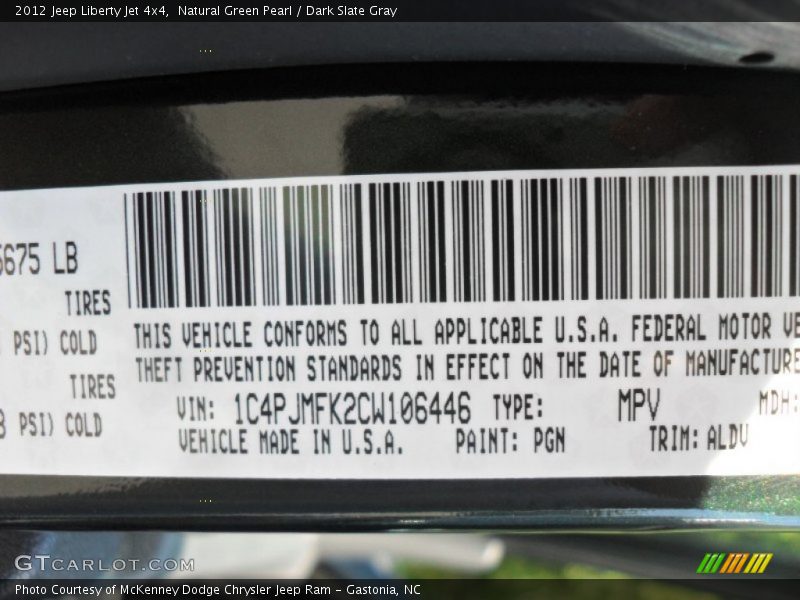 2012 Jeep Liberty Jet 4x4, Natural Green Pearl / Dark Slate Gray
5675 LB
TIRES
PSI) COLD
TIRES
PSI) COLD
THIS VEHICLE CONFORMS TO ALL APPLICABLE U.S.A. FEDERAL MOTOR VE
THEFT PREVENTION STANDARDS IN EFFECT ON THE DATE OF MANUFACTURE
VIN: 1C4PJMFK2CW106446 TYPE: MPV MDH:
VEHICLE MADE IN U.S.A. PAINT: PGN TRIM: ALDV
GTCARLOT.COM
Photo Courtesy of McKenney Dodge Chrysler Jeep Ram – Gastonia, NC